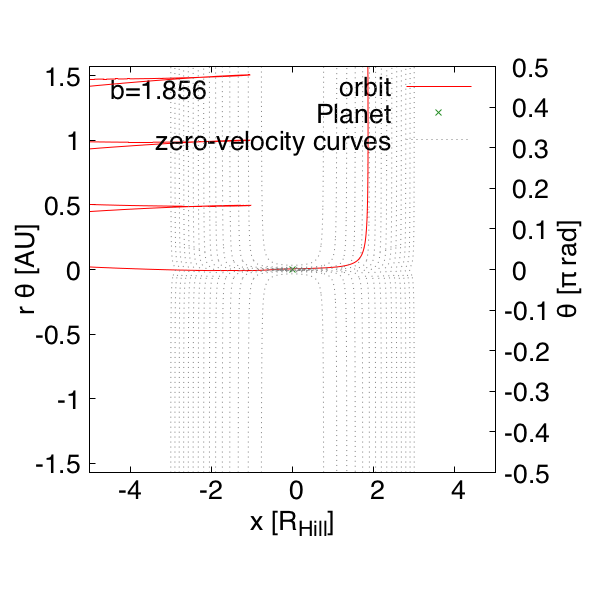 b=1.856
orbit
Planet
zero-velocity curves
r θ [AU]
1.5
1
0.5
0
-0.5
-1
-1.5
0.5
0.4
0.3
0.2
0.1
0
-0.1
-0.2
-0.3
-0.4
-0.5
θ [π rad]
-4 -2 0 2 4
x [R_Hill]